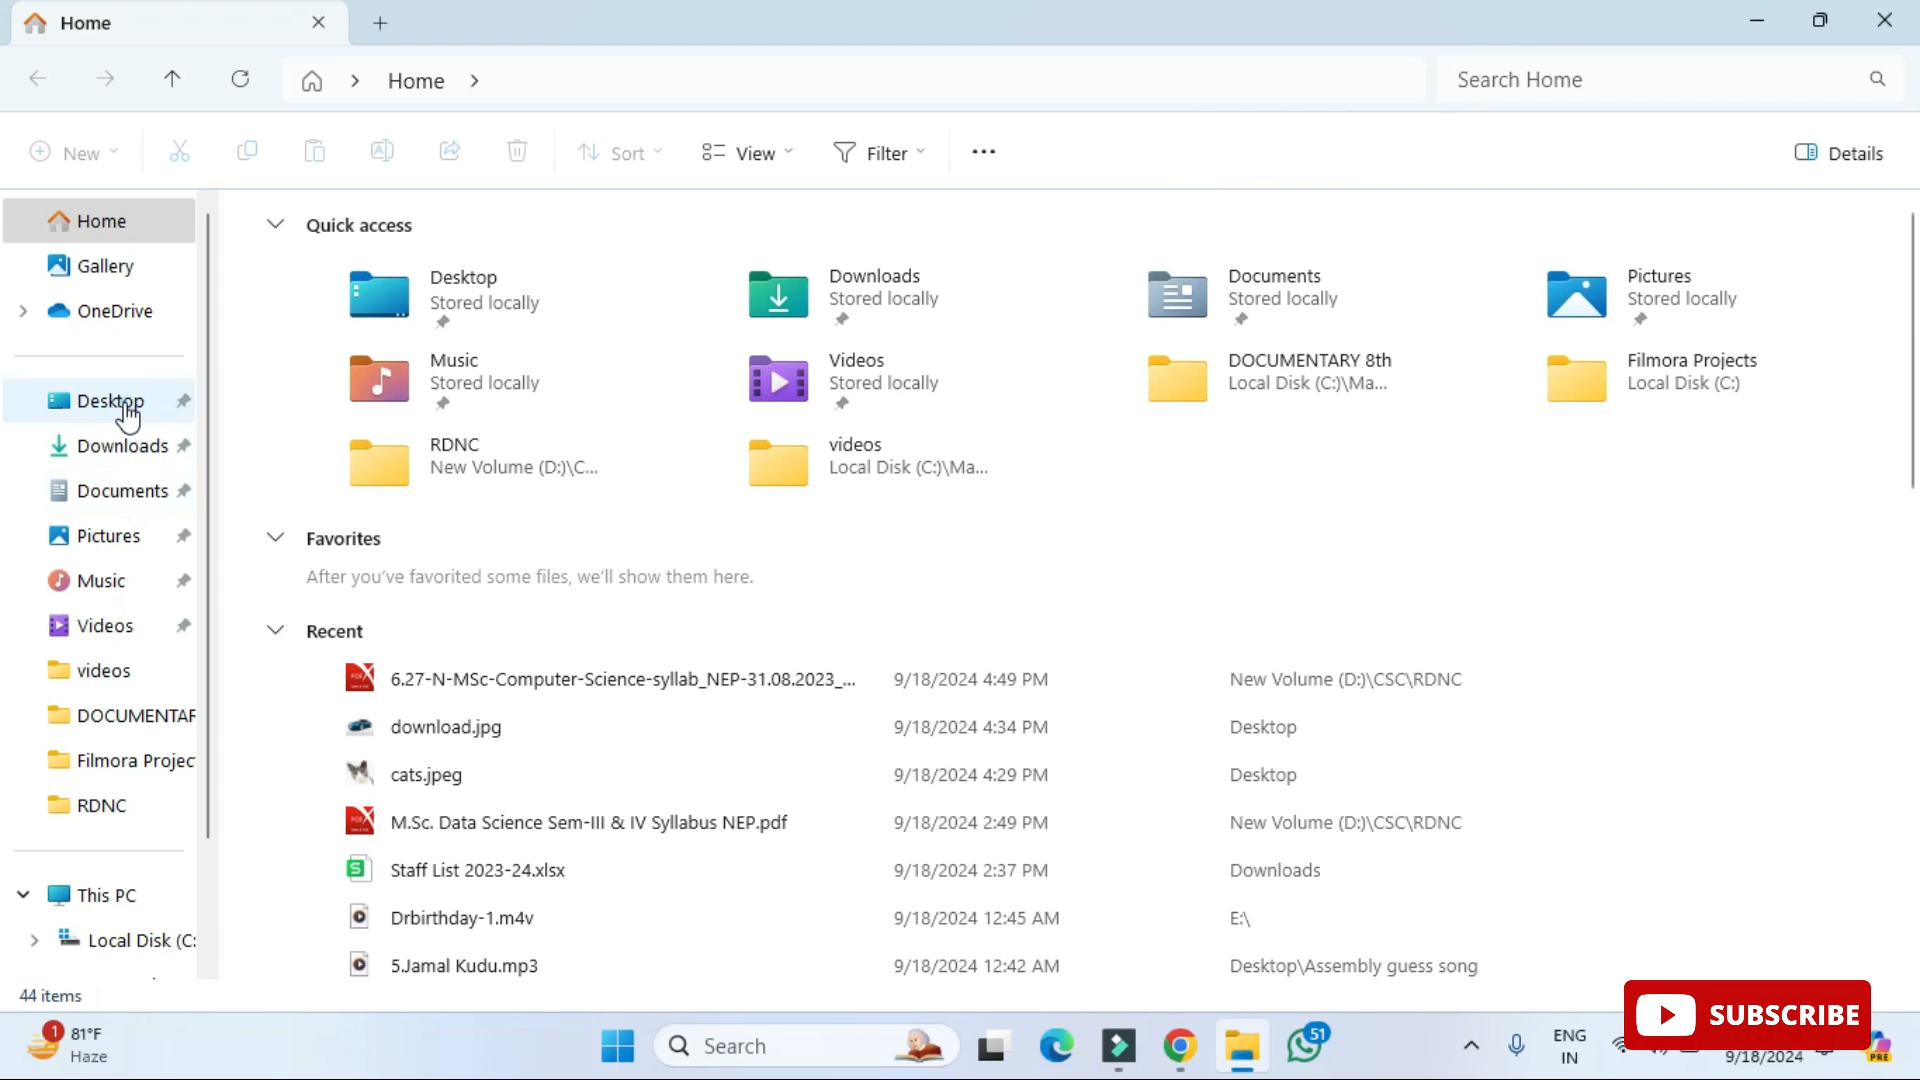 Home
Home
Search Home
New
Sort
View
Filter
Details
Home
Gallery
OneDrive
Desktop
Downloads
Documents
Pictures
Music
Videos
videos
DOCUMENTAR
Filmora Projec
RDNC
This PC
Local Disk (C:
44 items
Quick access
Desktop
Stored locally
Downloads
Stored locally
Documents
Stored locally
Pictures
Stored locally
Music
Stored locally
Videos
Stored locally
DOCUMENTARY 8th
Local Disk (C:)\Ma...
Filmora Projects
Local Disk (C:)
RDNC
New Volume (D:)\C...
videos
Local Disk (C:)\Ma...
Favorites
After you've favorited some files, we'll show them here.
Recent
6.27-N-MSc-Computer-Science-syllab_NEP-31.08.2023_... 9/18/2024 4:49 PM New Volume (D:)\CSC\RDNC
download.jpg 9/18/2024 4:34 PM Desktop
cats.jpeg 9/18/2024 4:29 PM Desktop
M.Sc. Data Science Sem-III & IV Syllabus NEP.pdf 9/18/2024 2:49 PM New Volume (D:)\CSC\RDNC
Staff List 2023-24.xlsx 9/18/2024 2:37 PM Downloads
Drbirthday-1.m4v 9/18/2024 12:45 AM E:\
5.Jamal Kudu.mp3 9/18/2024 12:42 AM Desktop\Assembly guess song
SUBSCRIBE
1
81°F
Haze
Search
51
ENG
IN
9/18/2024
PRE